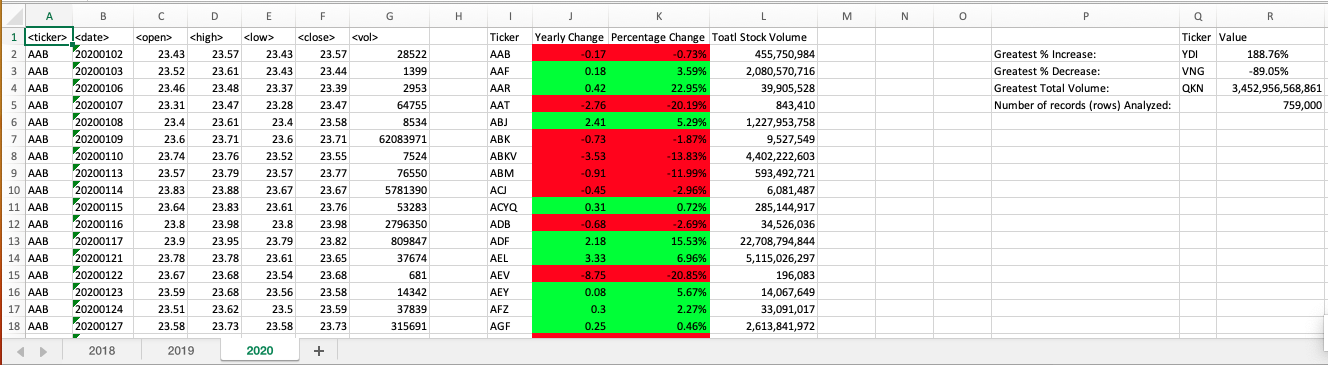 A B C D E F G H I J K L M N O P Q R
1 <ticker> <date> <open> <high> <low> <close> <vol> Ticker Yearly Change Percentage Change Toatl Stock Volume Ticker Value
2 AAB 20200102 23.43 23.57 23.43 23.57 28522 AAB -0.17 -0.73% 455,750,984 Greatest % Increase: YDI 188.76%
3 AAB 20200103 23.52 23.61 23.43 23.44 1399 AAF 0.18 3.59% 2,080,570,716 Greatest % Decrease: VNG -89.05%
4 AAB 20200106 23.46 23.48 23.37 23.39 2953 AAR 0.42 22.95% 39,905,528 Greatest Total Volume: QKN 3,452,956,568,861
5 AAB 20200107 23.31 23.47 23.28 23.47 64755 AAT -2.76 -20.19% 843,410 Number of records (rows) Analyzed: 759,000
6 AAB 20200108 23.4 23.61 23.4 23.58 8534 ABJ 2.41 5.29% 1,227,953,758
7 AAB 20200109 23.6 23.71 23.6 23.71 62083971 ABK -0.73 -1.87% 9,527,549
8 AAB 20200110 23.74 23.76 23.52 23.55 7524 ABKV -3.53 -13.83% 4,402,222,603
9 AAB 20200113 23.57 23.79 23.57 23.77 76550 ABM -0.91 -11.99% 593,492,721
10 AAB 20200114 23.83 23.88 23.67 23.67 5781390 ACJ -0.45 -2.96% 6,081,487
11 AAB 20200115 23.64 23.83 23.61 23.76 53283 ACYQ 0.31 0.72% 285,144,917
12 AAB 20200116 23.8 23.98 23.8 23.98 2796350 ADB -0.68 -2.69% 34,526,036
13 AAB 20200117 23.9 23.95 23.79 23.82 809847 ADF 2.18 15.53% 22,708,794,844
14 AAB 20200121 23.78 23.78 23.61 23.65 37674 AEL 3.33 6.96% 5,115,026,297
15 AAB 20200122 23.67 23.68 23.54 23.68 681 AEV -8.75 -20.85% 196,083
16 AAB 20200123 23.59 23.68 23.56 23.58 14342 AEY 0.08 5.67% 14,067,649
17 AAB 20200124 23.51 23.62 23.5 23.59 37839 AFZ 0.3 2.27% 33,091,017
18 AAB 20200127 23.58 23.73 23.58 23.73 315691 AGF 0.25 0.46% 2,613,841,972
2018 2019 2020 +